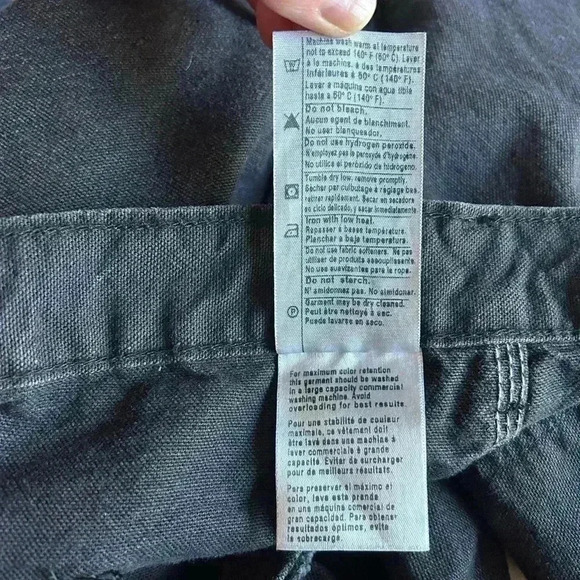 Machine wash warm at temperature
not to exceed 140° F (60° C). Laver
à la machine, à des températures
inférieures à 60° C (140° F).
Lavar a máquina con agua tibia
hasta a 60° C (140° F).
Do not bleach.
Aucun agent de blanchiment.
No usar blanqueador.
Do not use hydrogen peroxide.
N'employez pas le peroxyde d'hydrogène.
No utilice el peróxido de hidrógeno.
Tumble dry low, remove promptly.
Sécher par culbutage à réglage bas,
retirer rapidement. Secar en secadora
en ciclo delicado, y sacar inmediatamente.
Iron with low heat.
Repasser à basse température.
Planchar a baja temperatura.
Do not use fabric softeners. Ne pas
utiliser de produits assouplissants.
No use suavizantes para la ropa.
Do not starch.
N'amidonnez pas. No almidonar.
Garment may be dry cleaned.
P Peut être nettoyé à sec.
Puede lavarse en seco.
For maximum color retention
this garment should be washed
in a large capacity commercial
washing machine. Avoid
overloading for best results.
Pour une stabilité de couleur
maximale, ce vêtement doit
être lavé dans une machine à
laver commerciale à grande
capacité. Éviter de surcharger
pour de meilleurs résultats.
Para preservar el máximo el
color, lave esta prenda
en una máquina comercial de
gran capacidad. Para obtener
resultados óptimos, evite
la sobrecarga.